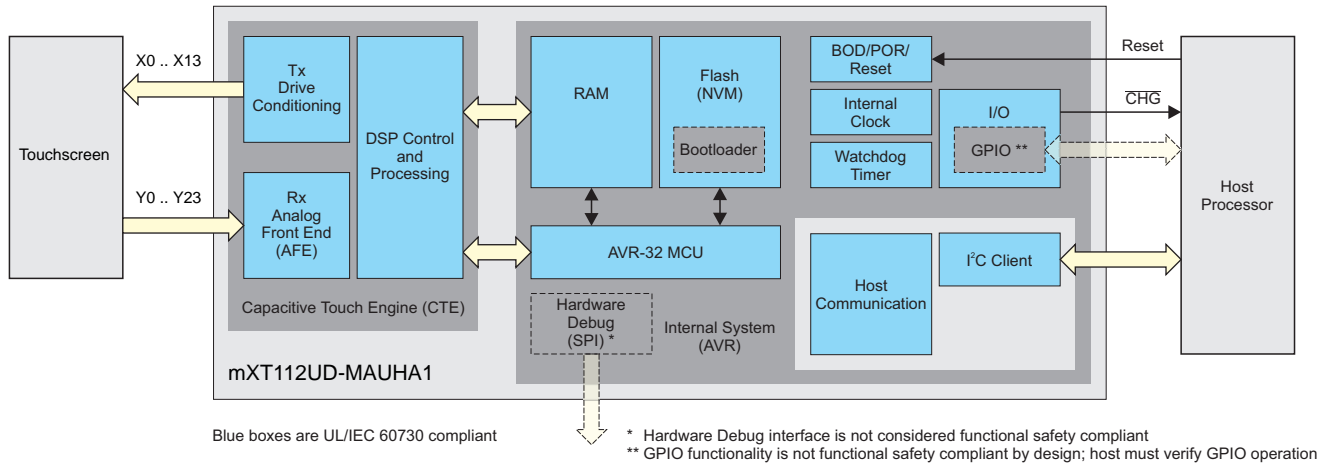 Touchscreen
X0 .. X13
Y0 .. Y23
Tx
Drive
Conditioning
Rx
Analog
Front End
(AFE)
DSP Control
and
Processing
Capacitive Touch Engine (CTE)
RAM
Flash
(NVM)
Bootloader
AVR-32 MCU
Hardware
Debug
(SPI) *
Internal System
(AVR)
BOD/POR/
Reset
Internal
Clock
Watchdog
Timer
I/O
GPIO **
Host
Communication
I²C Client
Reset
CHG
Host
Processor
mXT112UD-MAUHA1
Blue boxes are UL/IEC 60730 compliant
* Hardware Debug interface is not considered functional safety compliant
** GPIO functionality is not functional safety compliant by design; host must verify GPIO operation